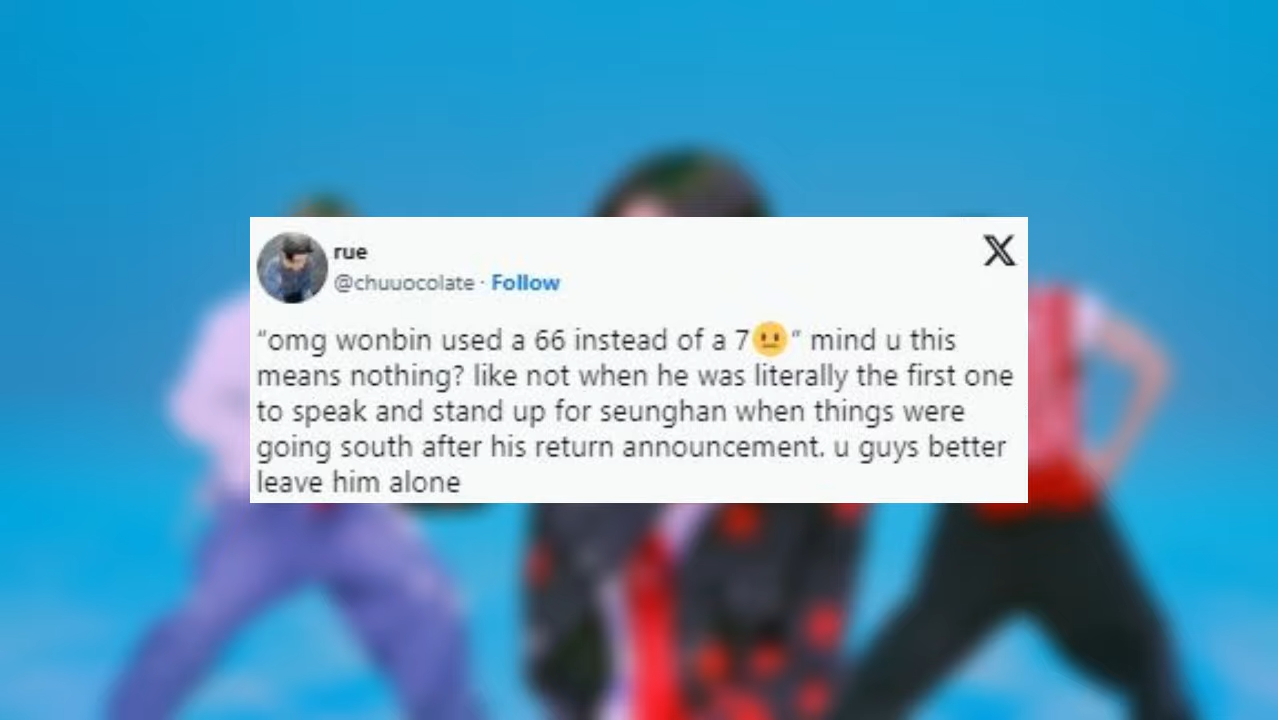 rue
@chuuocolate · Follow
“omg wonbin used a 66 instead of a 7😐” mind u this
means nothing? like not when he was literally the first one
to speak and stand up for seunghan when things were
going south after his return announcement. u guys better
leave him alone